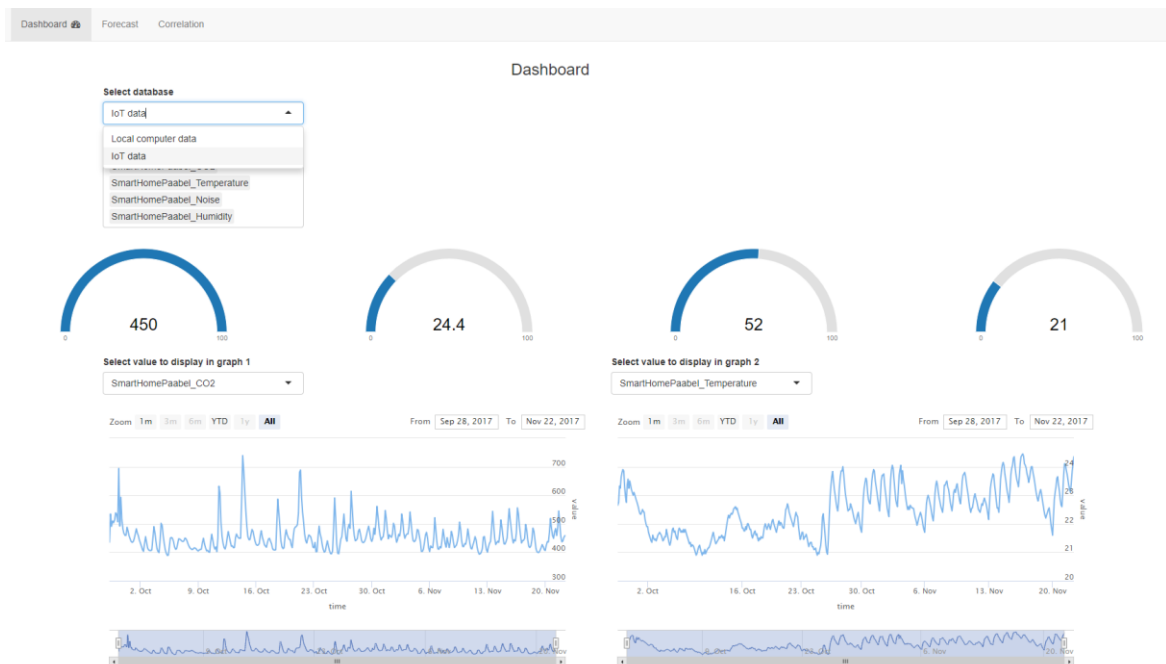 Dashboard Forecast Correlation
Dashboard
Select database
IoT data
Local computer data
IoT data
SmartHomePaabel_Temperature
SmartHomePaabel_Noise
SmartHomePaabel_Humidity
450 24.4 52 21
0 100 0 100 0 100 0 100
Select value to display in graph 1
SmartHomePaabel_CO2
Zoom 1m 3m 6m YTD 1y All From Sep 28, 2017 To Nov 22, 2017
700
600
500
400
300
value
2. Oct 9. Oct 16. Oct 23. Oct 30. Oct 6. Nov 13. Nov 20. Nov
time
Select value to display in graph 2
SmartHomePaabel_Temperature
Zoom 1m 3m 6m YTD 1y All From Sep 28, 2017 To Nov 22, 2017
24
23
22
21
20
value
2. Oct 16. Oct 23. Oct 30. Oct 6. Nov 13. Nov 20. Nov
time
6. Nov 20. Nov